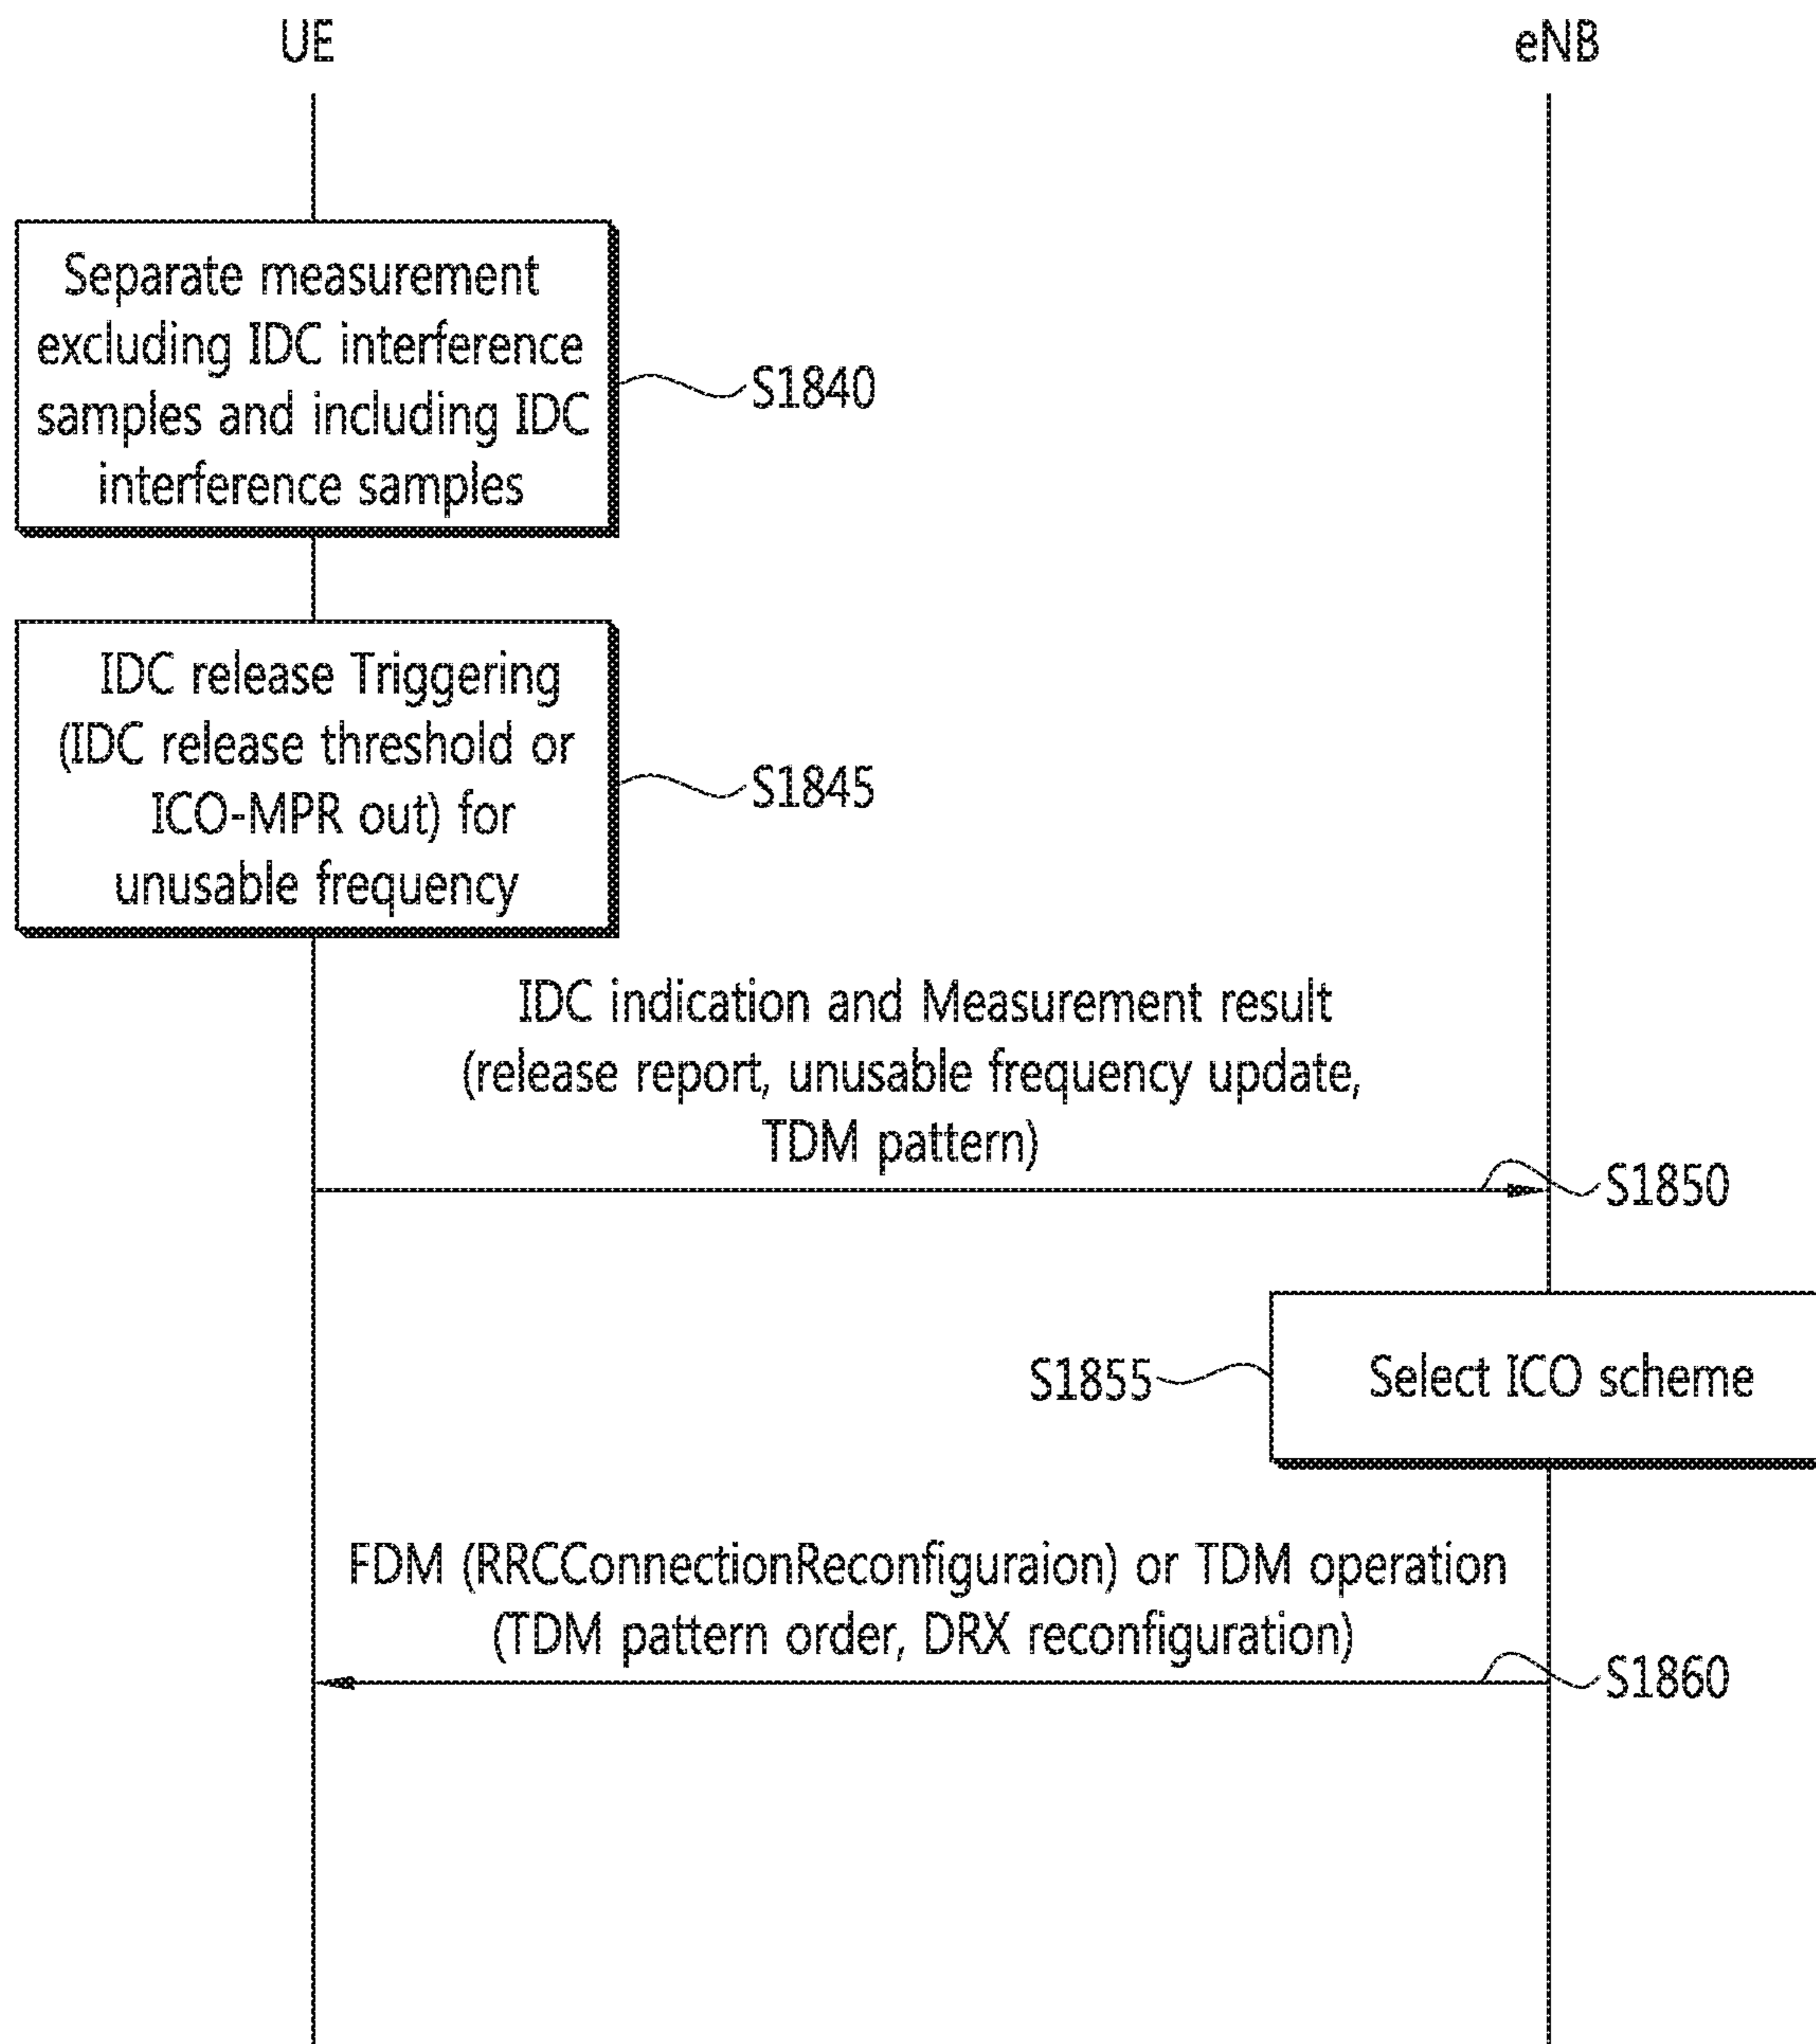 UE
eNB
Separate measurement
excluding IDC interference
samples and including IDC
interference samples
S1840
IDC release Triggering
(IDC release threshold or
ICO-MPR out) for
unusable frequency
S1845
IDC indication and Measurement result
(release report, unusable frequency update,
TDM pattern)
S1850
S1855
Select ICO scheme
FDM (RRCConnectionReconfiguraion) or TDM operation
(TDM pattern order, DRX reconfiguration)
S1860